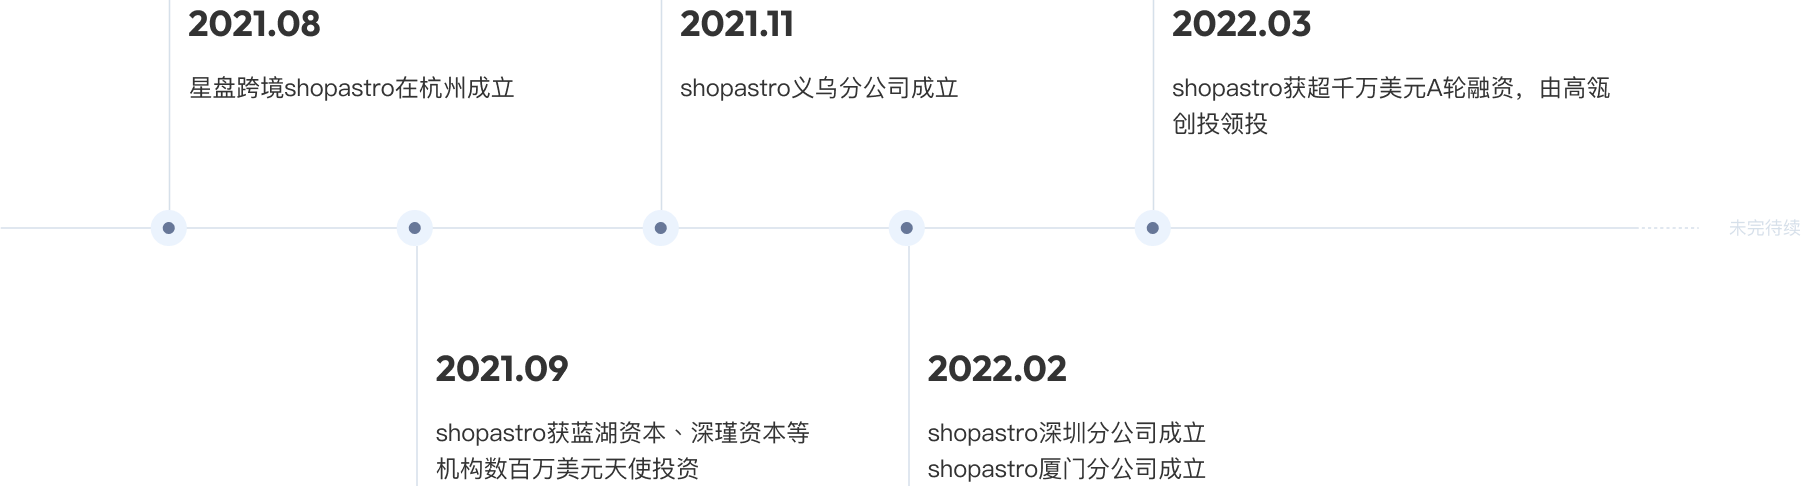 2021.08
星盘跨境shopastro在杭州成立
2021.11
shopastro义乌分公司成立
2022.03
shopastro获超千万美元A轮融资，由高瓴
创投领投
未完待续
2021.09
shopastro获蓝湖资本、深瑾资本等
机构数百万美元天使投资
2022.02
shopastro深圳分公司成立
shopastro厦门分公司成立